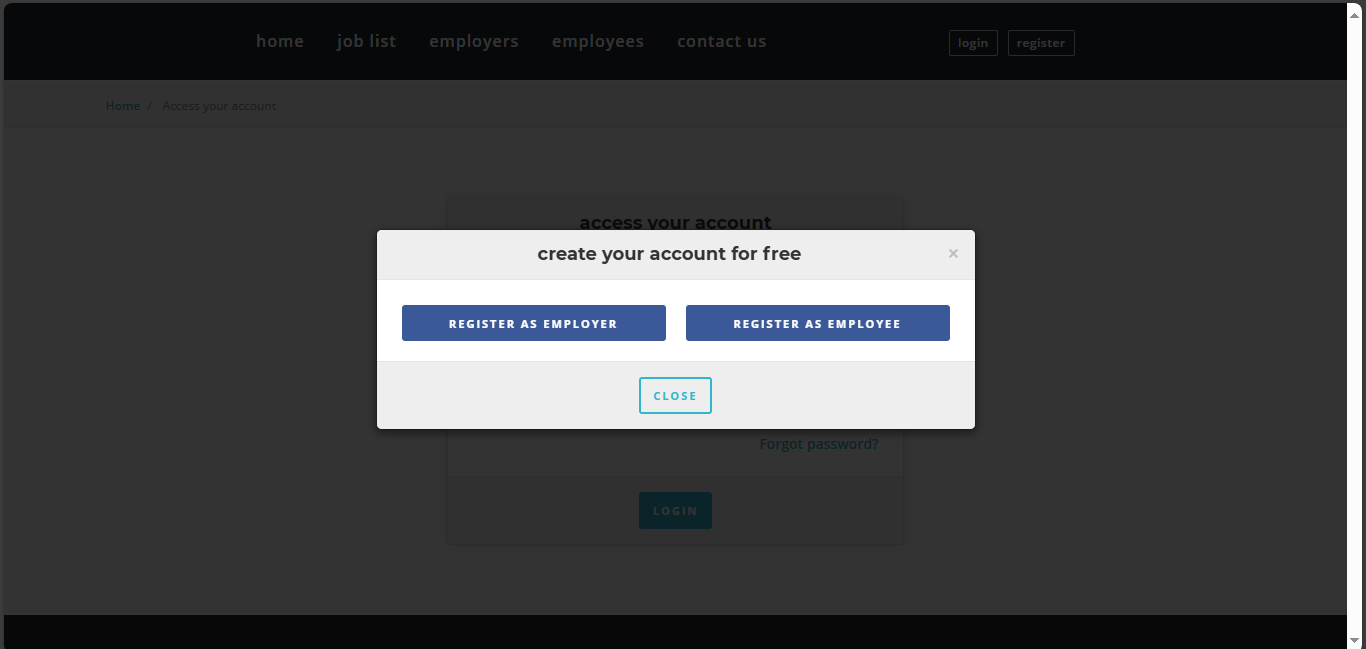 home job list employers employees contact us login register
Home / Access your account
access your account
create your account for free ×
REGISTER AS EMPLOYER REGISTER AS EMPLOYEE
CLOSE
Forgot password?
LOGIN